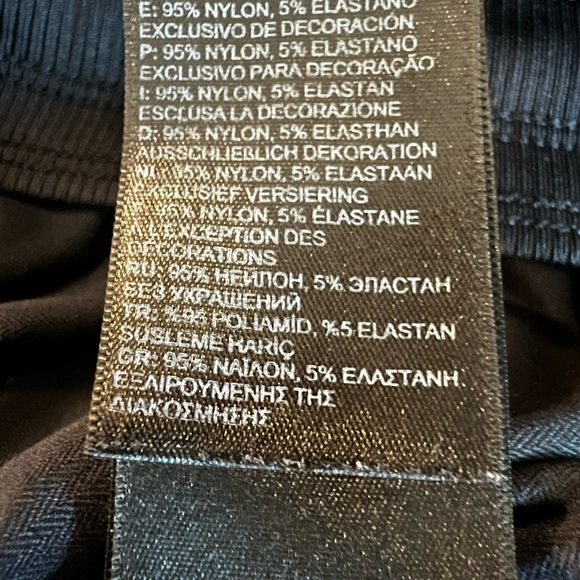 E: 95% NYLON, 5% ELASTANO
EXCLUSIVO DE DECORACIÓN
P: 95% NYLON, 5% ELASTANO
EXCLUSIVO PARA DECORAÇÃO
I: 95% NYLON, 5% ELASTAN
ESCLUSA LA DECORAZIONE
D: 95% NYLON, 5% ELASTHAN
AUSSCHLIEßLICH DEKORATION
NL: 95% NYLON, 5% ELASTAAN
EXCLUSIEF VERSIERING
95% NYLON, 5% ÉLASTANE
EXCEPTION DES
DÉCORATIONS
RU: 95% НЕЙЛОН, 5% ЭЛАСТАН
БЕЗ УКРАШЕНИЙ
TR: %95 POLIAMİD, %5 ELASTAN
SÜSLEME HARİÇ
GR: 95% ΝΑΪΛΟΝ, 5% ΕΛΑΣΤΑΝΗ.
ΕΞΑΙΡΟΥΜΕΝΗΣ ΤΗΣ
ΔΙΑΚΟΣΜΗΣΗΣ